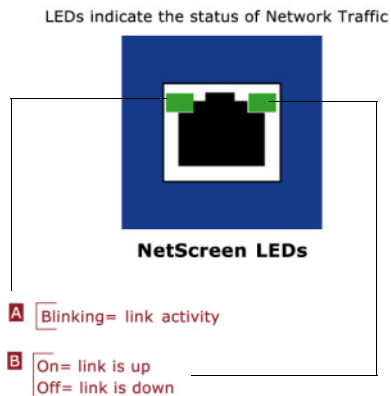 LEDs indicate the status of Network Traffic
NetScreen LEDs
A Blinking= link activity
B On= link is up
Off= link is down